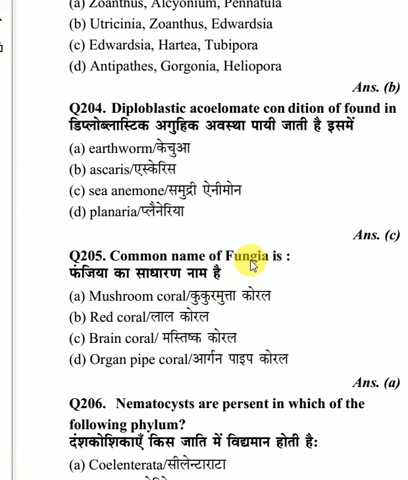 (a) Zoanthus, Alcyonium, Pennatula
(b) Utricinia, Zoanthus, Edwardsia
(c) Edwardsia, Hartea, Tubipora
(d) Antipathes, Gorgonia, Heliopora
Ans. (b)
Q204. Diploblastic acoelomate con dition of found in
डिप्लोब्लास्टिक अगुहिक अवस्था पायी जाती है इसमें
(a) earthworm/केचुआ
(b) ascaris/एस्केरिस
(c) sea anemone/समुद्री ऐनीमोन
(d) planaria/प्लैनेरिया
Ans. (c)
Q205. Common name of Fungia is :
फंजिया का साधारण नाम है
(a) Mushroom coral/कुकुरमुत्ता कोरल
(b) Red coral/लाल कोरल
(c) Brain coral/ मस्तिष्क कोरल
(d) Organ pipe coral/आर्गन पाइप कोरल
Ans. (a)
Q206. Nematocysts are persent in which of the
following phylum?
दंशकोशिकाएँ किस जाति में विद्यमान होती है:
(a) Coelenterata/सीलेन्टाराटा